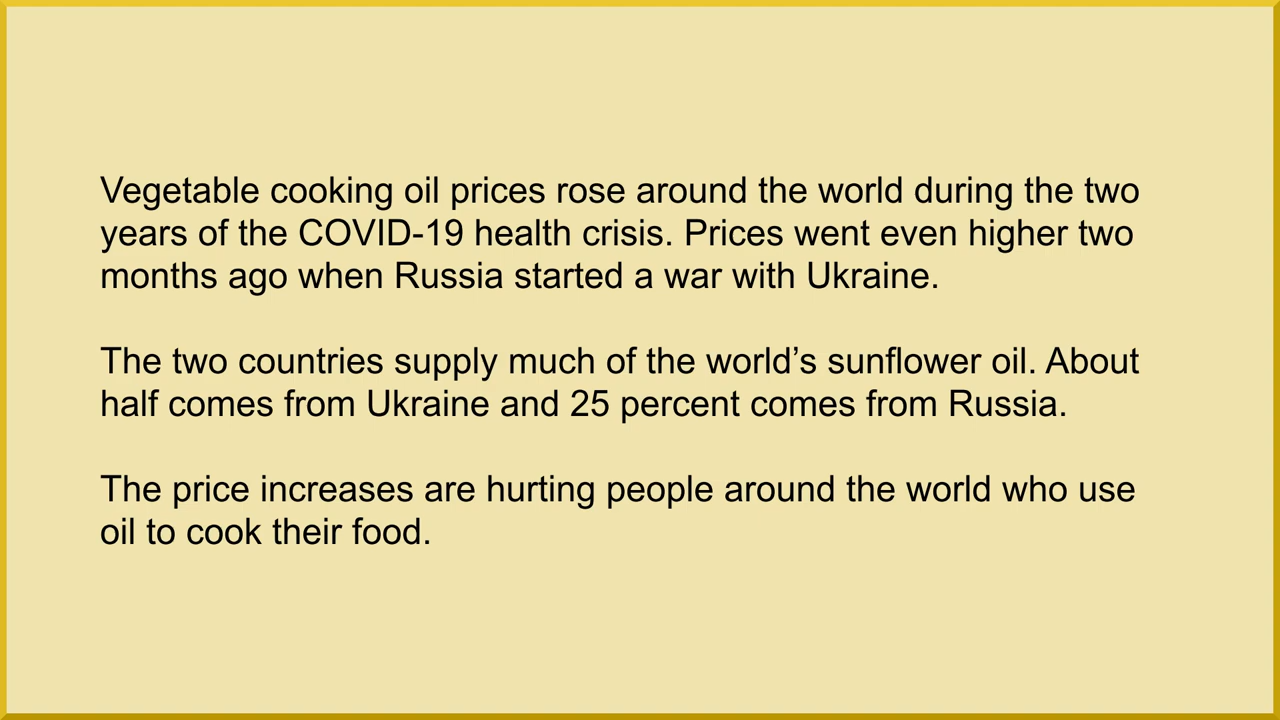 Vegetable cooking oil prices rose around the world during the two
years of the COVID-19 health crisis. Prices went even higher two
months ago when Russia started a war with Ukraine.
The two countries supply much of the world’s sunflower oil. About
half comes from Ukraine and 25 percent comes from Russia.
The price increases are hurting people around the world who use
oil to cook their food.